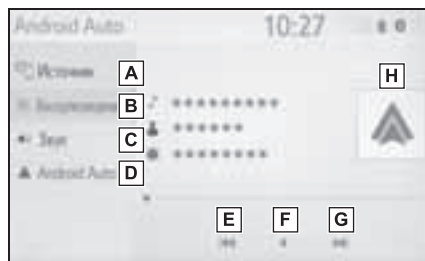 Android Auto 10:27
Источник A H
B
Звук C
Android Auto D
E F G